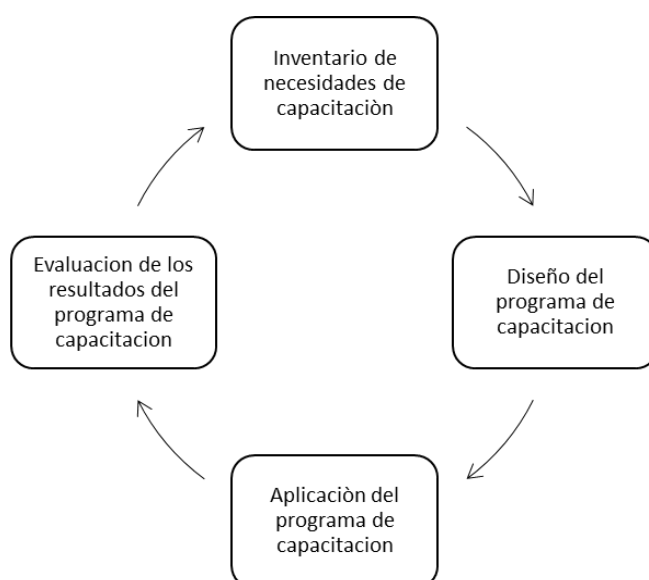 Inventario de
necesidades de
capacitaciòn
Diseño del
programa de
capacitacion
Aplicaciòn del
programa de
capacitacion
Evaluacion de los
resultados del
programa de
capacitacion